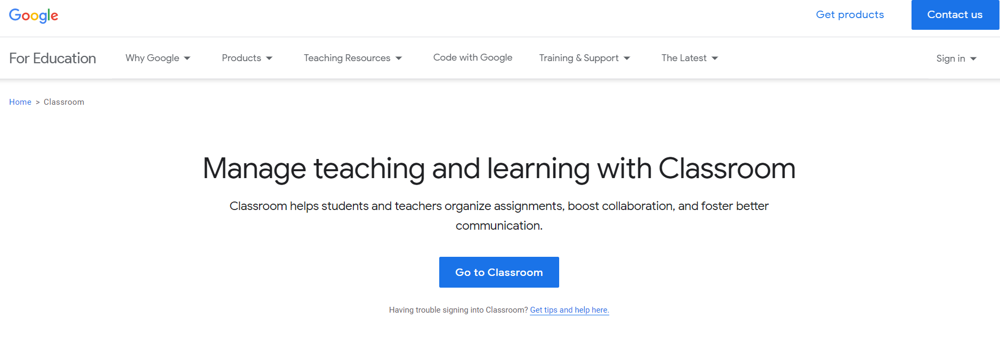 Google
Get products
Contact us
For Education
Why Google
Products
Teaching Resources
Code with Google
Training & Support
The Latest
Sign in
Home > Classroom
Manage teaching and learning with Classroom
Classroom helps students and teachers organize assignments, boost collaboration, and foster better
communication.
Go to Classroom
Having trouble signing into Classroom? Get tips and help here.